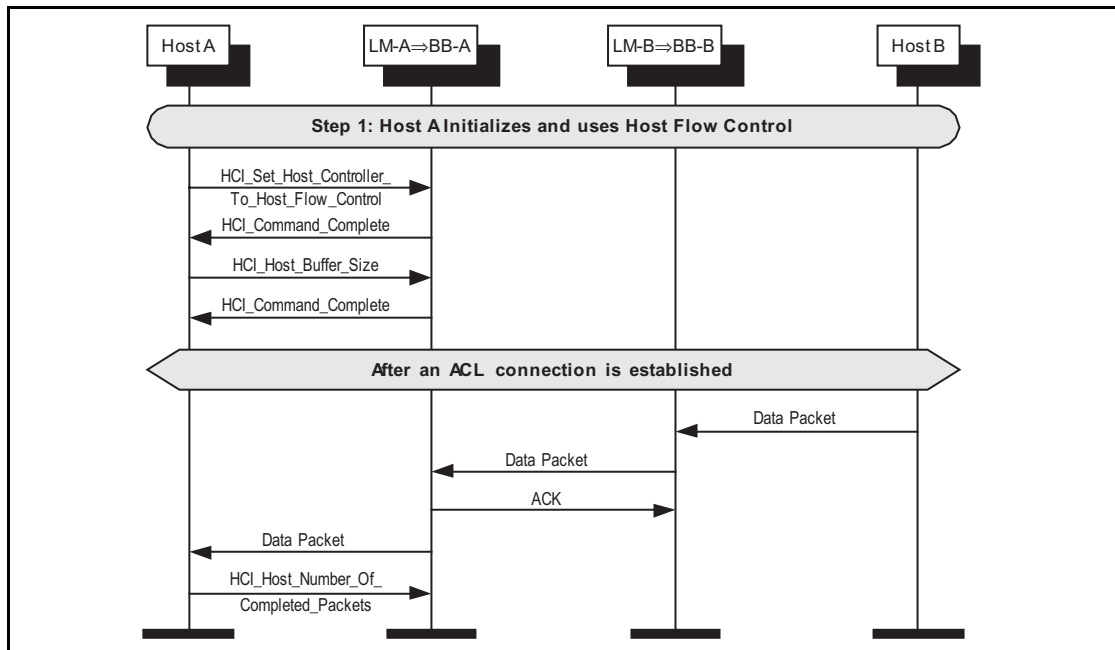 Host A
LM-A⇒BB-A
LM-B⇒BB-B
Host B
Step 1: Host A Initializes and uses Host Flow Control
HCI_Set_Host_Controller_
To_Host_Flow_Control
HCI_Command_Complete
HCI_Host_Buffer_Size
HCI_Command_Complete
After an ACL connection is established
Data Packet
Data Packet
ACK
Data Packet
HCI_Host_Number_Of_
Completed_Packets